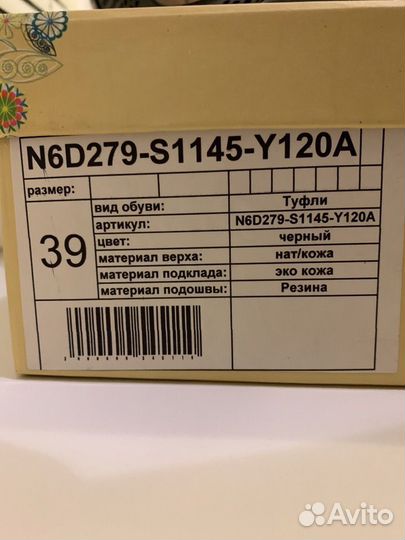 N6D279-S1145-Y120A
размер:
39
вид обуви: Туфли
артикул: N6D279-S1145-Y120A
цвет: черный
материал верха: нат/кожа
материал подклада: эко кожа
материал подошвы: Резина
Avito